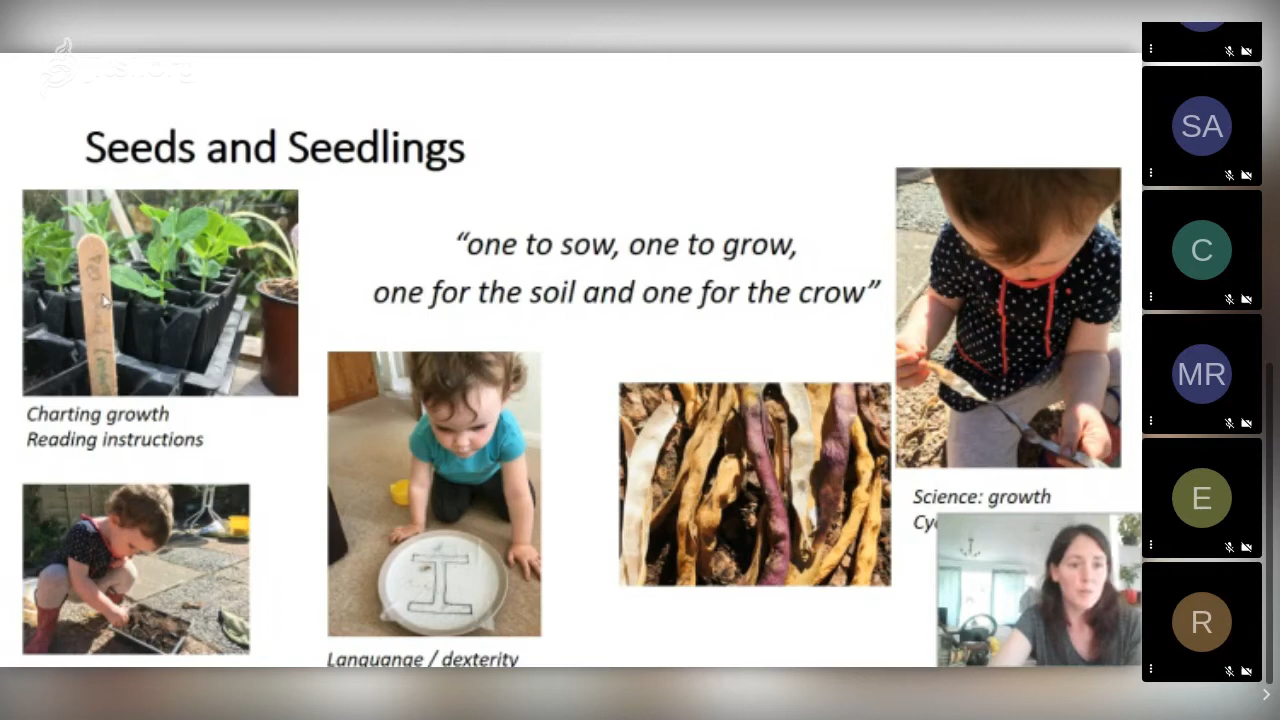 Seeds and Seedlings
“one to sow, one to grow,
one for the soil and one for the crow”
Charting growth
Reading instructions
I
Languange / dexterity
Science: growth
SA
C
MR
E
R